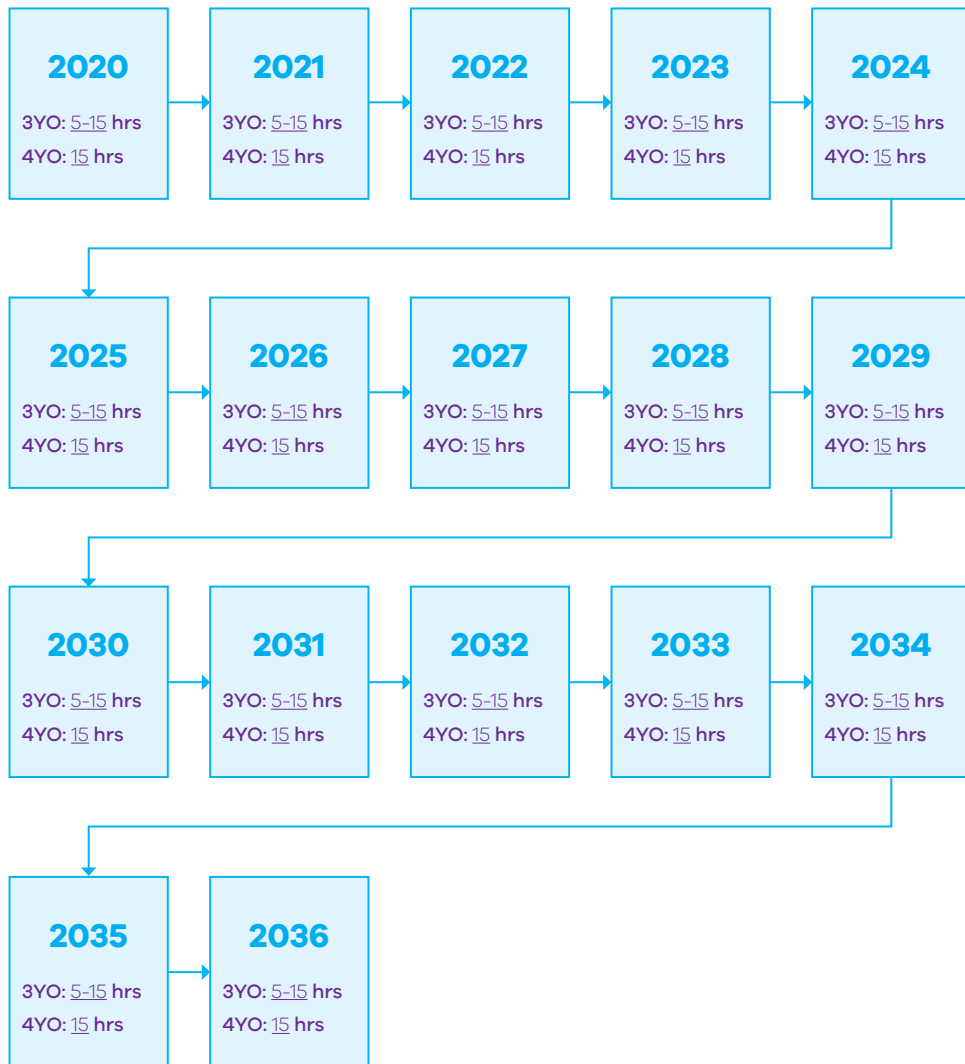 2020
3YO: 5-15 hrs
4YO: 15 hrs
2021
3YO: 5-15 hrs
4YO: 15 hrs
2022
3YO: 5-15 hrs
4YO: 15 hrs
2023
3YO: 5-15 hrs
4YO: 15 hrs
2024
3YO: 5-15 hrs
4YO: 15 hrs
2025
3YO: 5-15 hrs
4YO: 15 hrs
2026
3YO: 5-15 hrs
4YO: 15 hrs
2027
3YO: 5-15 hrs
4YO: 15 hrs
2028
3YO: 5-15 hrs
4YO: 15 hrs
2029
3YO: 5-15 hrs
4YO: 15 hrs
2030
3YO: 5-15 hrs
4YO: 15 hrs
2031
3YO: 5-15 hrs
4YO: 15 hrs
2032
3YO: 5-15 hrs
4YO: 15 hrs
2033
3YO: 5-15 hrs
4YO: 15 hrs
2034
3YO: 5-15 hrs
4YO: 15 hrs
2035
3YO: 5-15 hrs
4YO: 15 hrs
2036
3YO: 5-15 hrs
4YO: 15 hrs